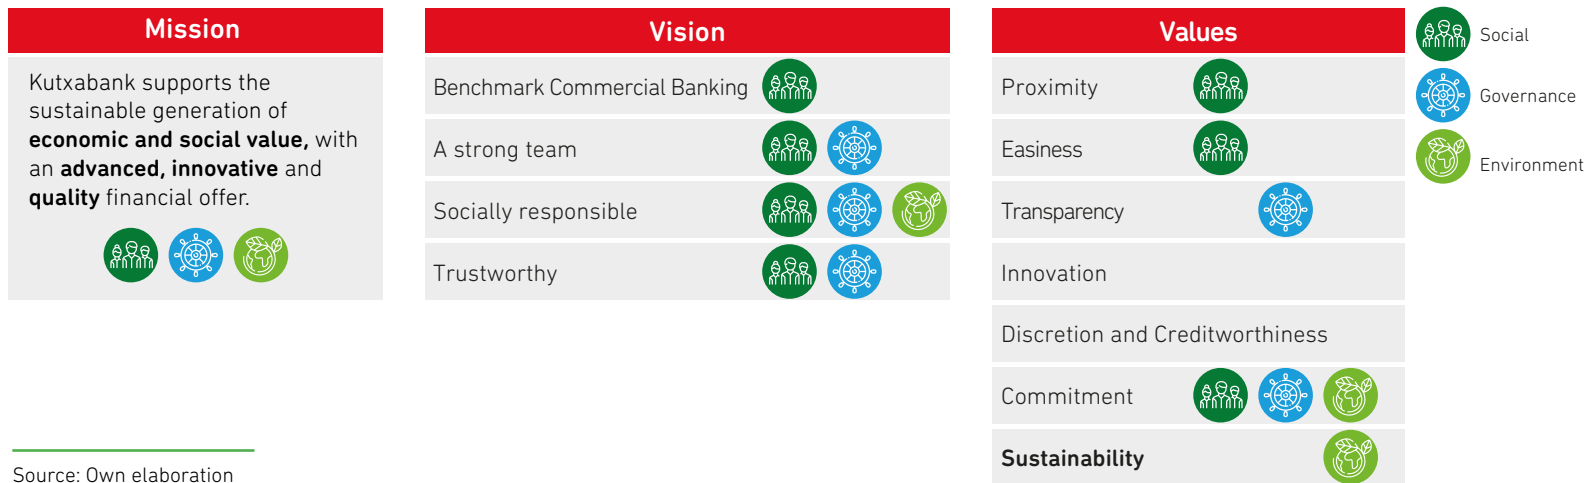 Mission
Kutxabank supports the
sustainable generation of
economic and social value, with
an advanced, innovative and
quality financial offer.
Vision
Benchmark Commercial Banking
A strong team
Socially responsible
Trustworthy
Values
Proximity
Easiness
Transparency
Innovation
Discretion and Creditworthiness
Commitment
Sustainability
Social
Governance
Environment
Source: Own elaboration